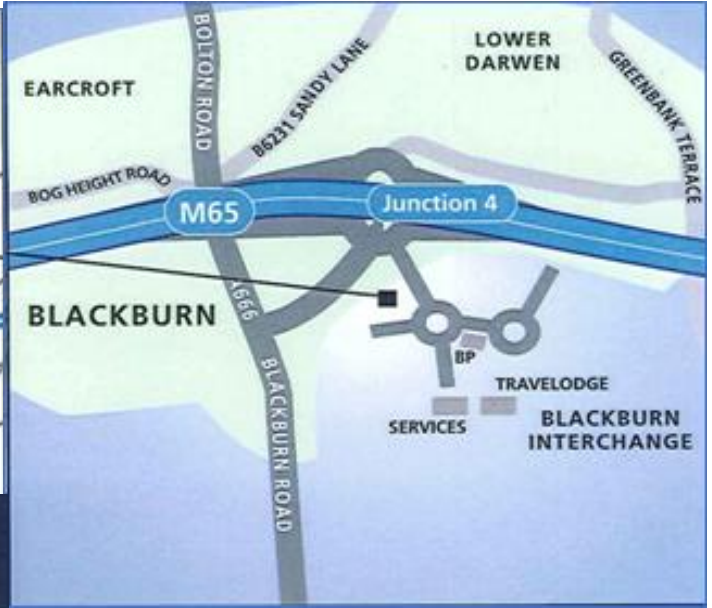 BOLTON ROAD
LOWER
DARWEN
EARCROFT
B6231 SANDY LANE
GREENBANK TERRACE
BOG HEIGHT ROAD
M65
Junction 4
A666
BLACKBURN
BP
TRAVELODGE
SERVICES
BLACKBURN
INTERCHANGE
BLACKBURN ROAD